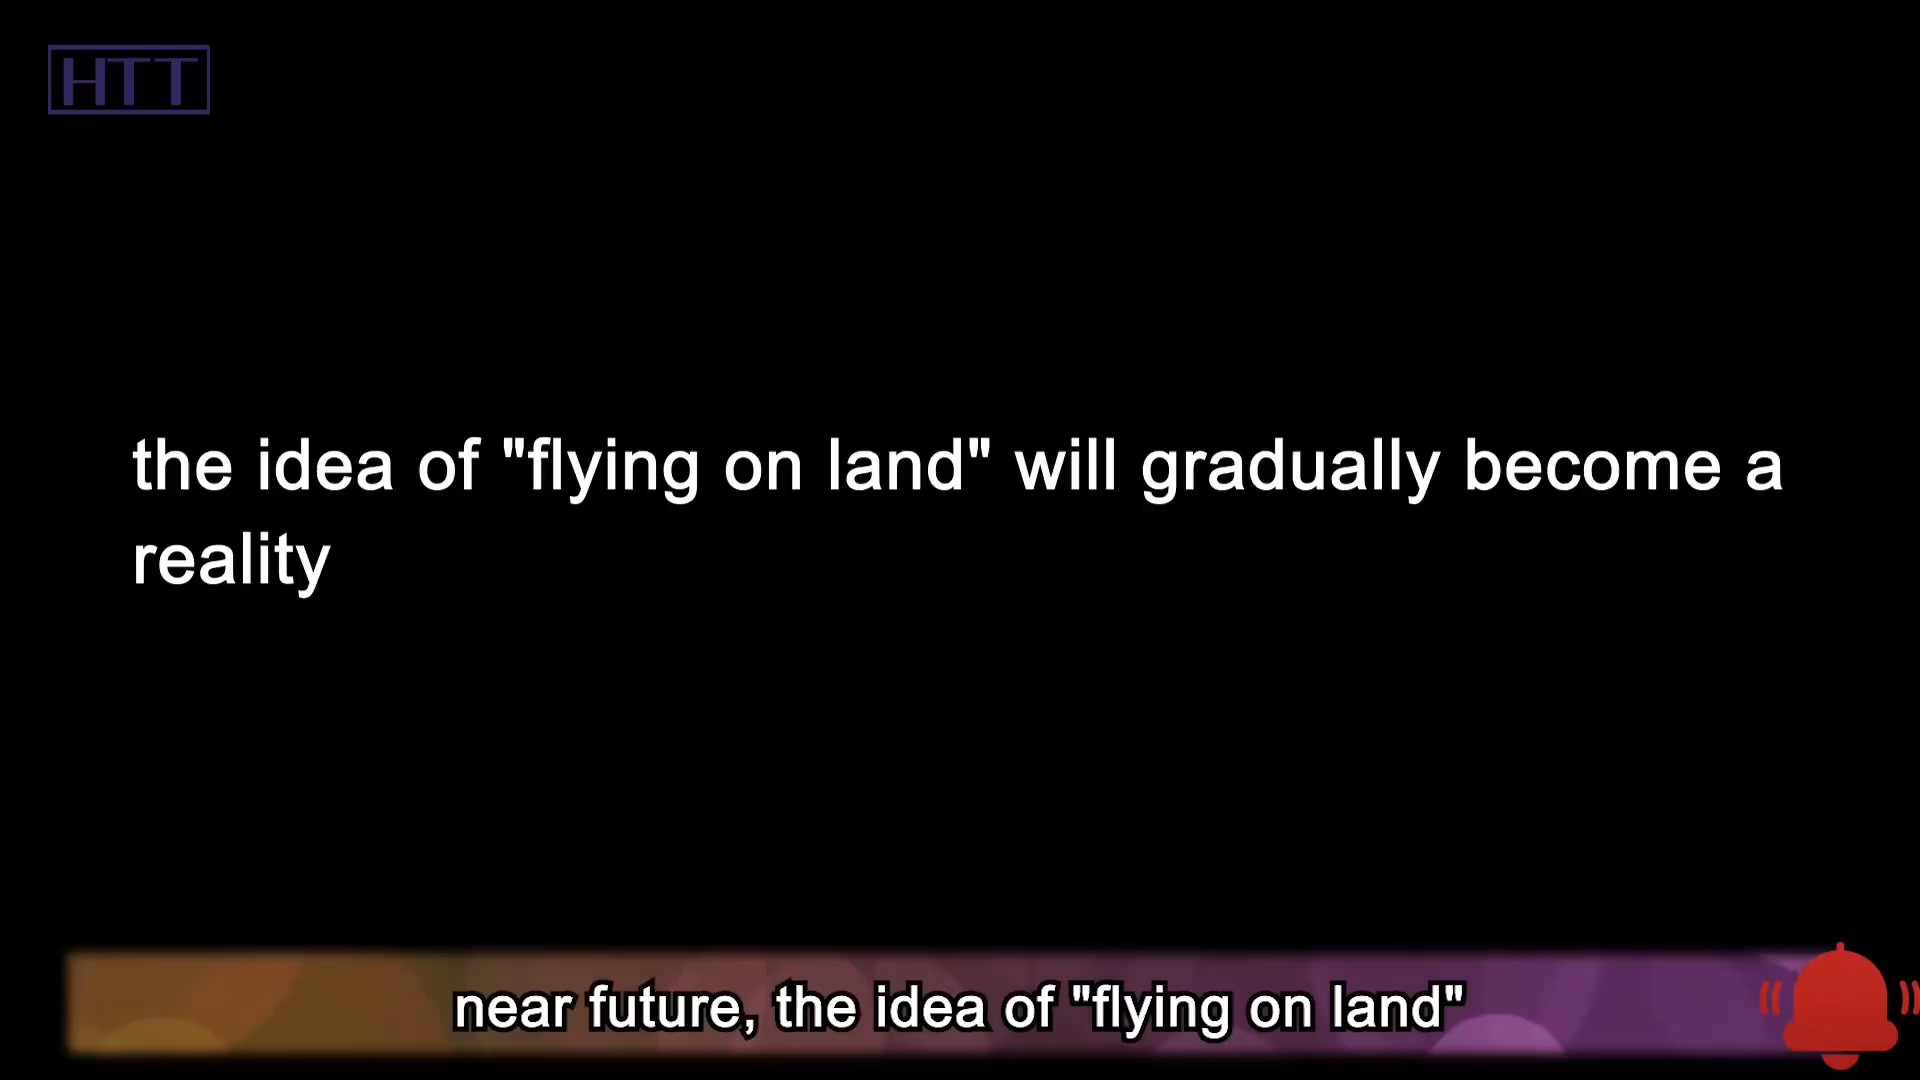 HTT
the idea of "flying on land" will gradually become a
reality
near future, the idea of "flying on land"